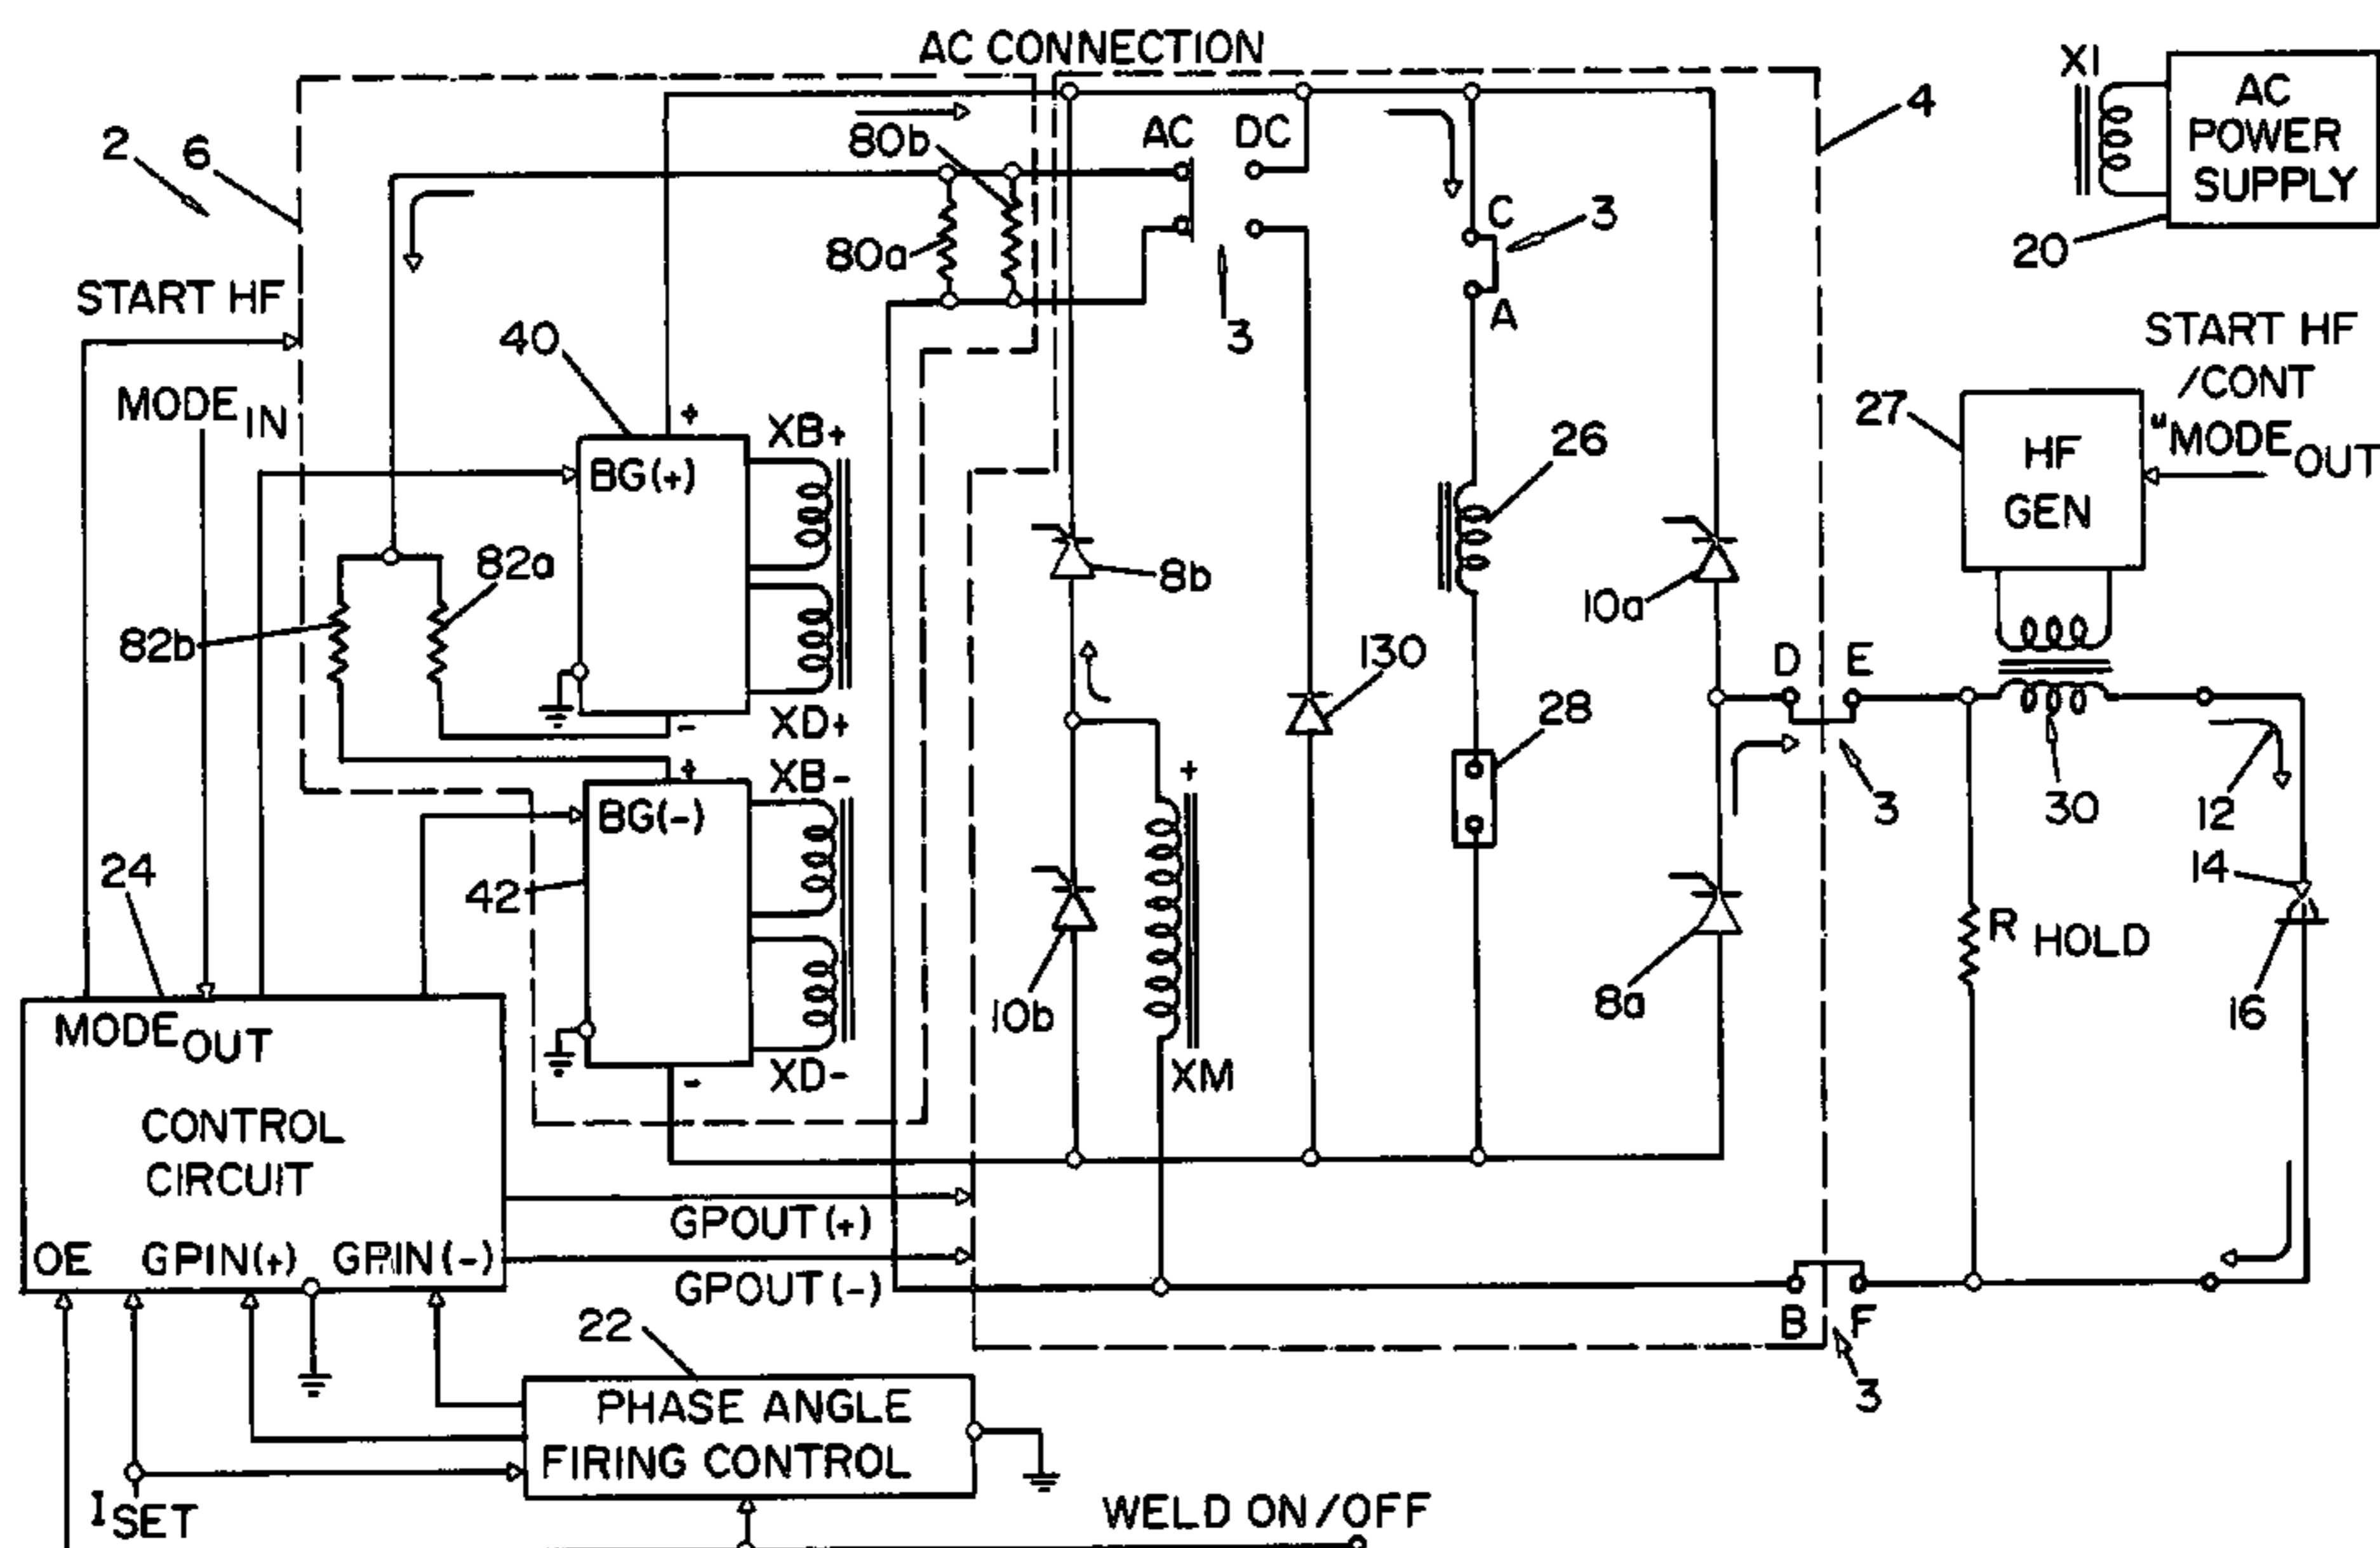 AC CONNECTION
X1
AC
POWER
SUPPLY
20
4
2
6
80b
AC
DC
80a
C
3
A
3
START HF
MODE IN
40
+
XB+
BG(+)
XD+
-
82a
82b
START HF
/CONT
"MODE OUT
27
HF
GEN
26
8b
10a
130
28
D
E
3
30
12
14
16
R HOLD
+
XB-
BG(-)
42
XD-
-
10b
+
XM
8a
24
MODE OUT
CONTROL
CIRCUIT
OE
GPIN(+)
GPIN(-)
GPOUT(+)
GPOUT(-)
B
F
3
22
PHASE ANGLE
FIRING CONTROL
I SET
WELD ON/OFF